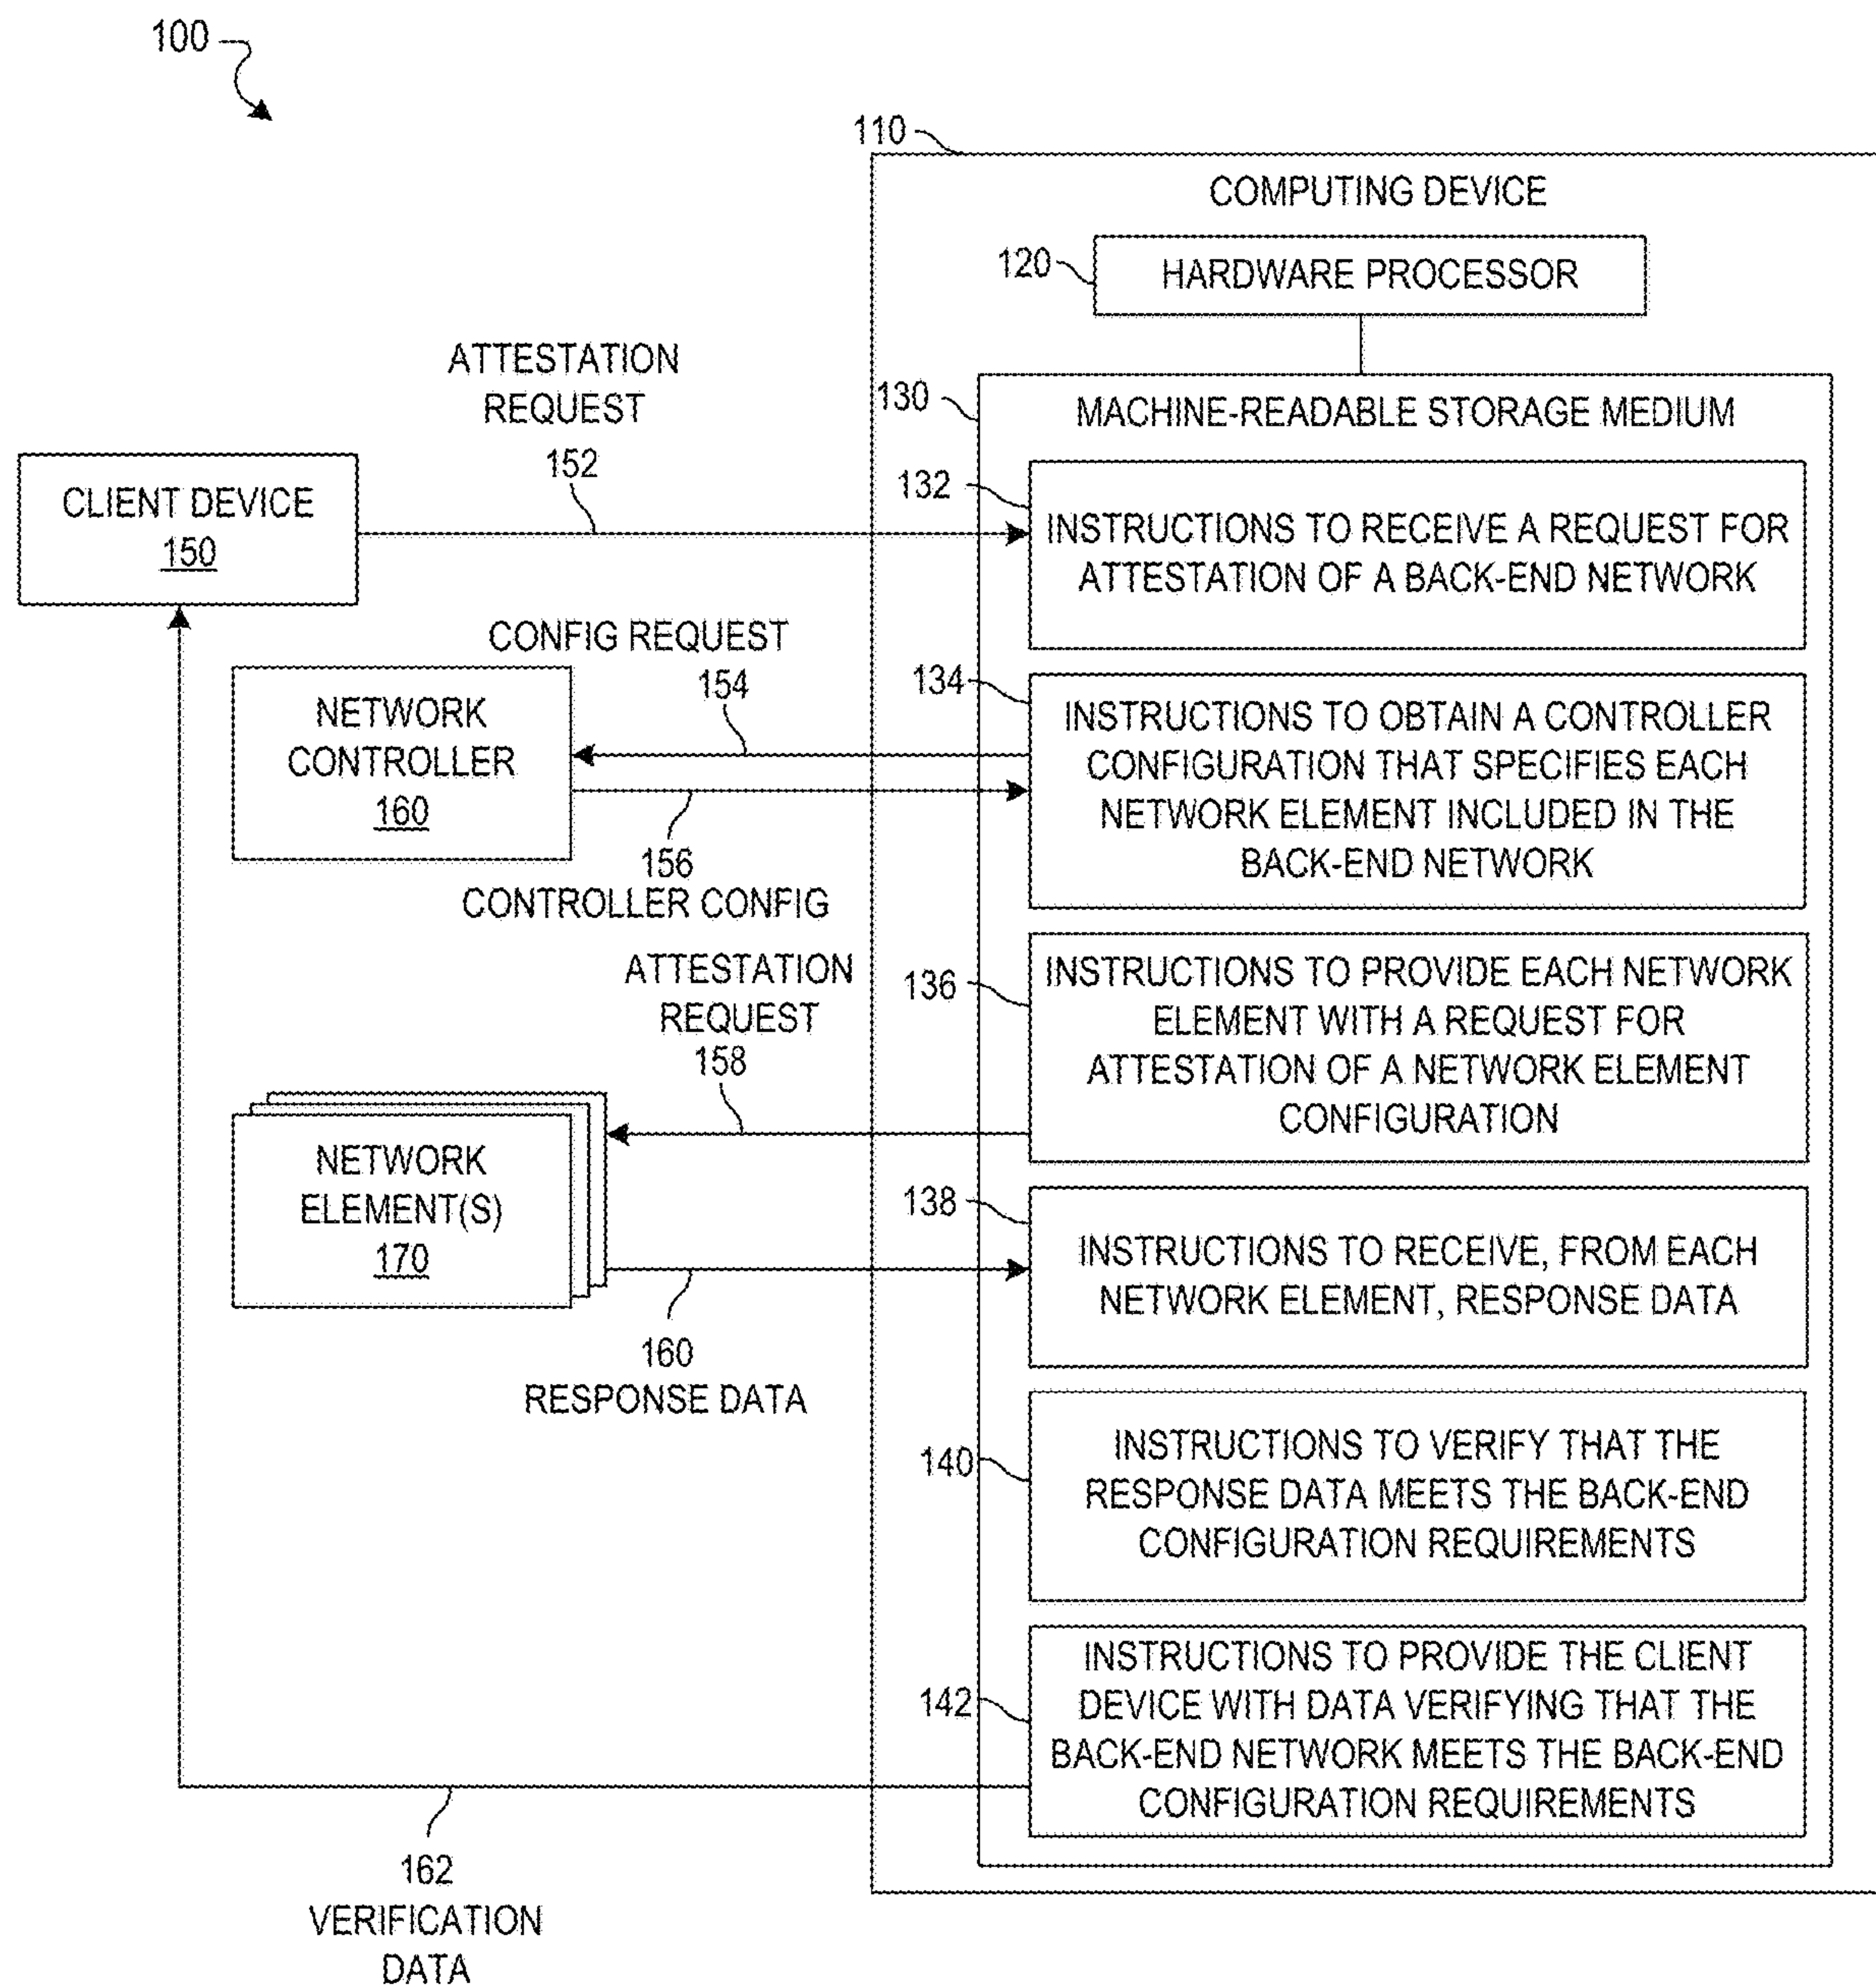 100
110
COMPUTING DEVICE
120
HARDWARE PROCESSOR
130
MACHINE-READABLE STORAGE MEDIUM
ATTESTATION
REQUEST
152
CLIENT DEVICE
150
132
INSTRUCTIONS TO RECEIVE A REQUEST FOR
ATTESTATION OF A BACK-END NETWORK
CONFIG REQUEST
154
NETWORK
CONTROLLER
160
156
CONTROLLER CONFIG
134
INSTRUCTIONS TO OBTAIN A CONTROLLER
CONFIGURATION THAT SPECIFIES EACH
NETWORK ELEMENT INCLUDED IN THE
BACK-END NETWORK
ATTESTATION
REQUEST
158
136
INSTRUCTIONS TO PROVIDE EACH NETWORK
ELEMENT WITH A REQUEST FOR
ATTESTATION OF A NETWORK ELEMENT
CONFIGURATION
NETWORK
ELEMENT(S)
170
138
INSTRUCTIONS TO RECEIVE, FROM EACH
NETWORK ELEMENT, RESPONSE DATA
160
RESPONSE DATA
140
INSTRUCTIONS TO VERIFY THAT THE
RESPONSE DATA MEETS THE BACK-END
CONFIGURATION REQUIREMENTS
142
INSTRUCTIONS TO PROVIDE THE CLIENT
DEVICE WITH DATA VERIFYING THAT THE
BACK-END NETWORK MEETS THE BACK-END
CONFIGURATION REQUIREMENTS
162
VERIFICATION
DATA